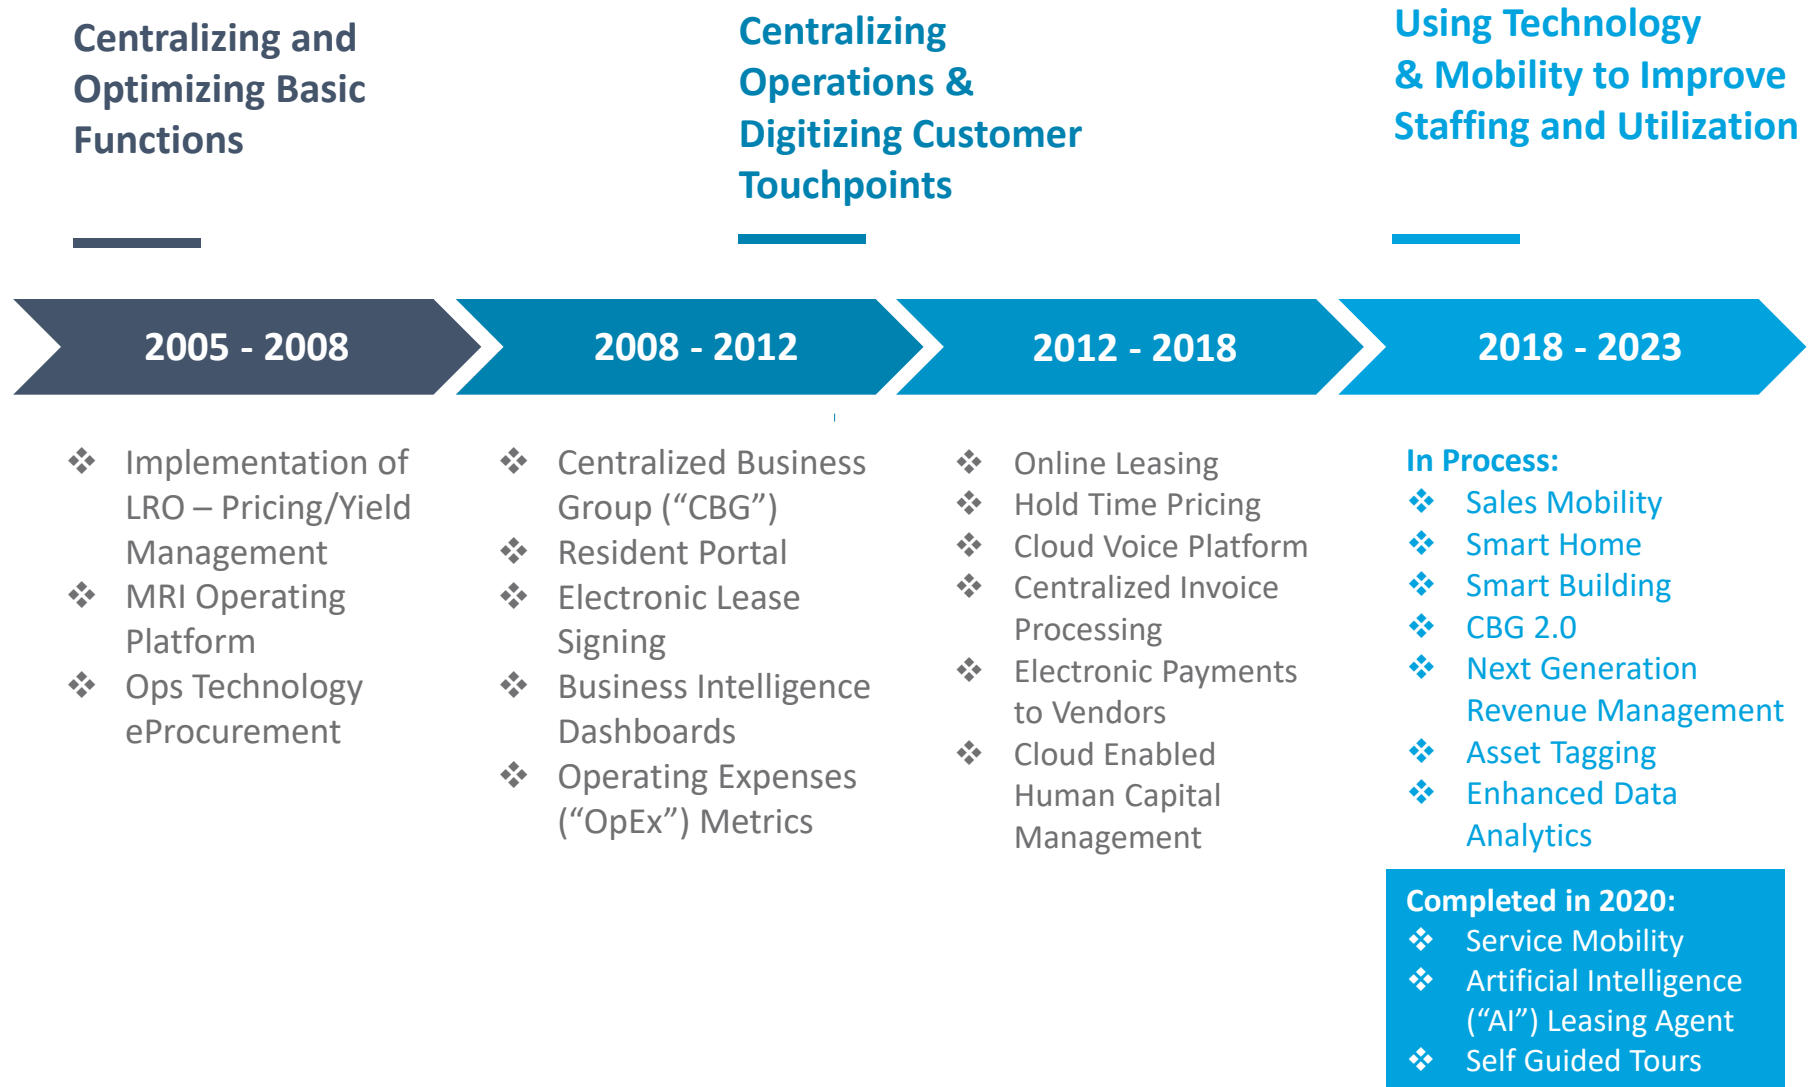 Centralizing and
Optimizing Basic
Functions
Centralizing
Operations &
Digitizing Customer
Touchpoints
Using Technology
& Mobility to Improve
Staffing and Utilization
2005 - 2008
2008 - 2012
2012 - 2018
2018 - 2023
❖ Implementation of
LRO – Pricing/Yield
Management
❖ MRI Operating
Platform
❖ Ops Technology
eProcurement
❖ Centralized Business
Group (“CBG”)
❖ Resident Portal
❖ Electronic Lease
Signing
❖ Business Intelligence
Dashboards
❖ Operating Expenses
(“OpEx”) Metrics
❖ Online Leasing
❖ Hold Time Pricing
❖ Cloud Voice Platform
❖ Centralized Invoice
Processing
❖ Electronic Payments
to Vendors
❖ Cloud Enabled
Human Capital
Management
In Process:
❖ Sales Mobility
❖ Smart Home
❖ Smart Building
❖ CBG 2.0
❖ Next Generation
Revenue Management
❖ Asset Tagging
❖ Enhanced Data
Analytics
Completed in 2020:
❖ Service Mobility
❖ Artificial Intelligence
(“AI”) Leasing Agent
❖ Self Guided Tours